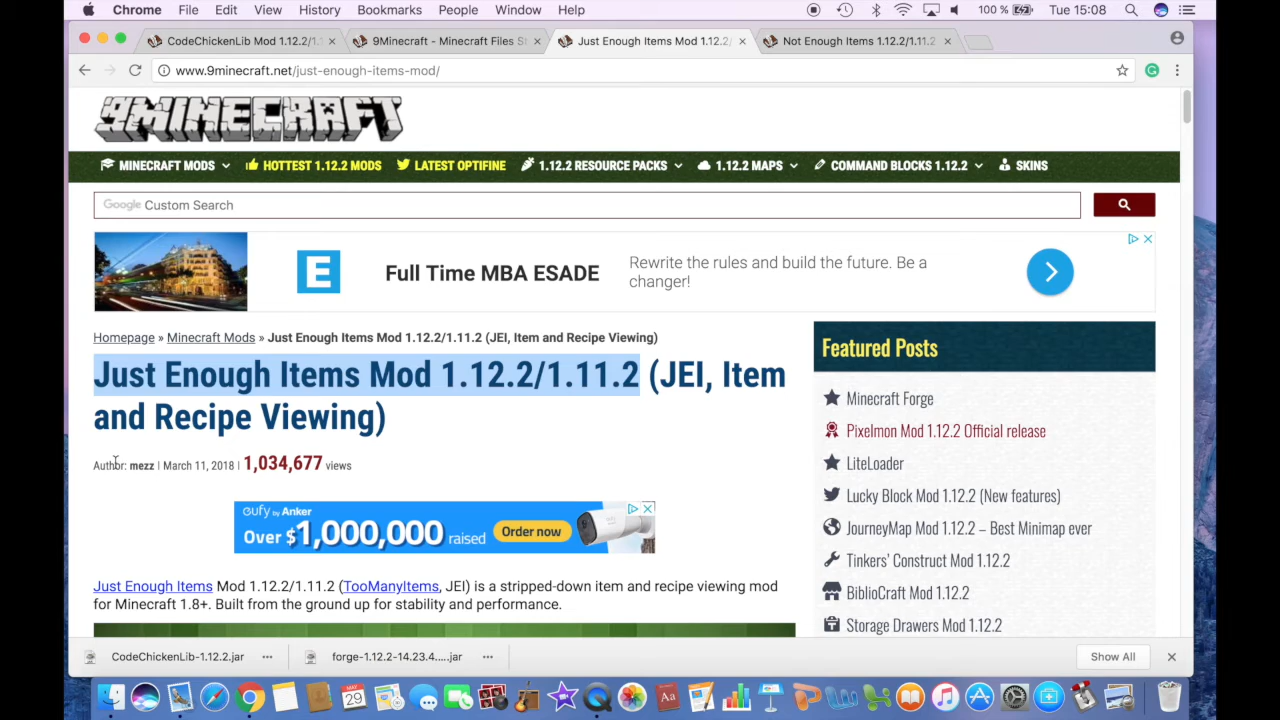 Chrome File Edit View History Bookmarks People Window Help 100 % Tue 15:08
CodeChickenLib Mod 1.12.2/1. 9Minecraft - Minecraft Files St Just Enough Items Mod 1.12.2/ Not Enough Items 1.12.2/1.11.2
www.9minecraft.net/just-enough-items-mod/
9MINECRAFT
MINECRAFT MODS HOTTEST 1.12.2 MODS LATEST OPTIFINE 1.12.2 RESOURCE PACKS 1.12.2 MAPS COMMAND BLOCKS 1.12.2 SKINS
Google Custom Search
E Full Time MBA ESADE Rewrite the rules and build the future. Be a
changer!
Homepage » Minecraft Mods » Just Enough Items Mod 1.12.2/1.11.2 (JEI, Item and Recipe Viewing)
Just Enough Items Mod 1.12.2/1.11.2 (JEI, Item
and Recipe Viewing)
Author: mezz | March 11, 2018 | 1,034,677 views
eufy by Anker
Over $1,000,000 raised Order now
Just Enough Items Mod 1.12.2/1.11.2 (TooManyItems, JEI) is a stripped-down item and recipe viewing mod
for Minecraft 1.8+. Built from the ground up for stability and performance.
Featured Posts
Minecraft Forge
Pixelmon Mod 1.12.2 Official release
LiteLoader
Lucky Block Mod 1.12.2 (New features)
JourneyMap Mod 1.12.2 – Best Minimap ever
Tinkers' Construct Mod 1.12.2
BiblioCraft Mod 1.12.2
Storage Drawers Mod 1.12.2
CodeChickenLib-1.12.2.jar forge-1.12.2-14.23.4....jar Show All
MAY
29